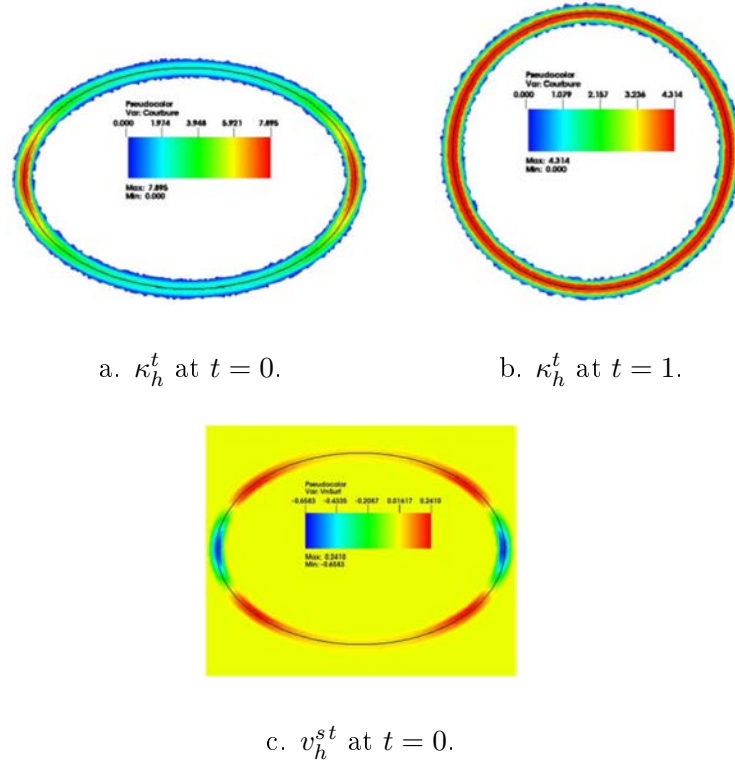 Pseudocolor
Var: Courbure
0.000 1.974 3.948 5.921 7.895
Max: 7.895
Min: 0.000
Pseudocolor
Var: Courbure
0.000 1.079 2.157 3.236 4.314
Max: 4.314
Min: 0.000
a. κ_h^t at t = 0.
b. κ_h^t at t = 1.
Pseudocolor
Var: VnSurf
-0.6583 -0.4335 -0.2087 0.01617 0.2410
Max: 0.2410
Min: -0.6583
c. v_h^{st} at t = 0.